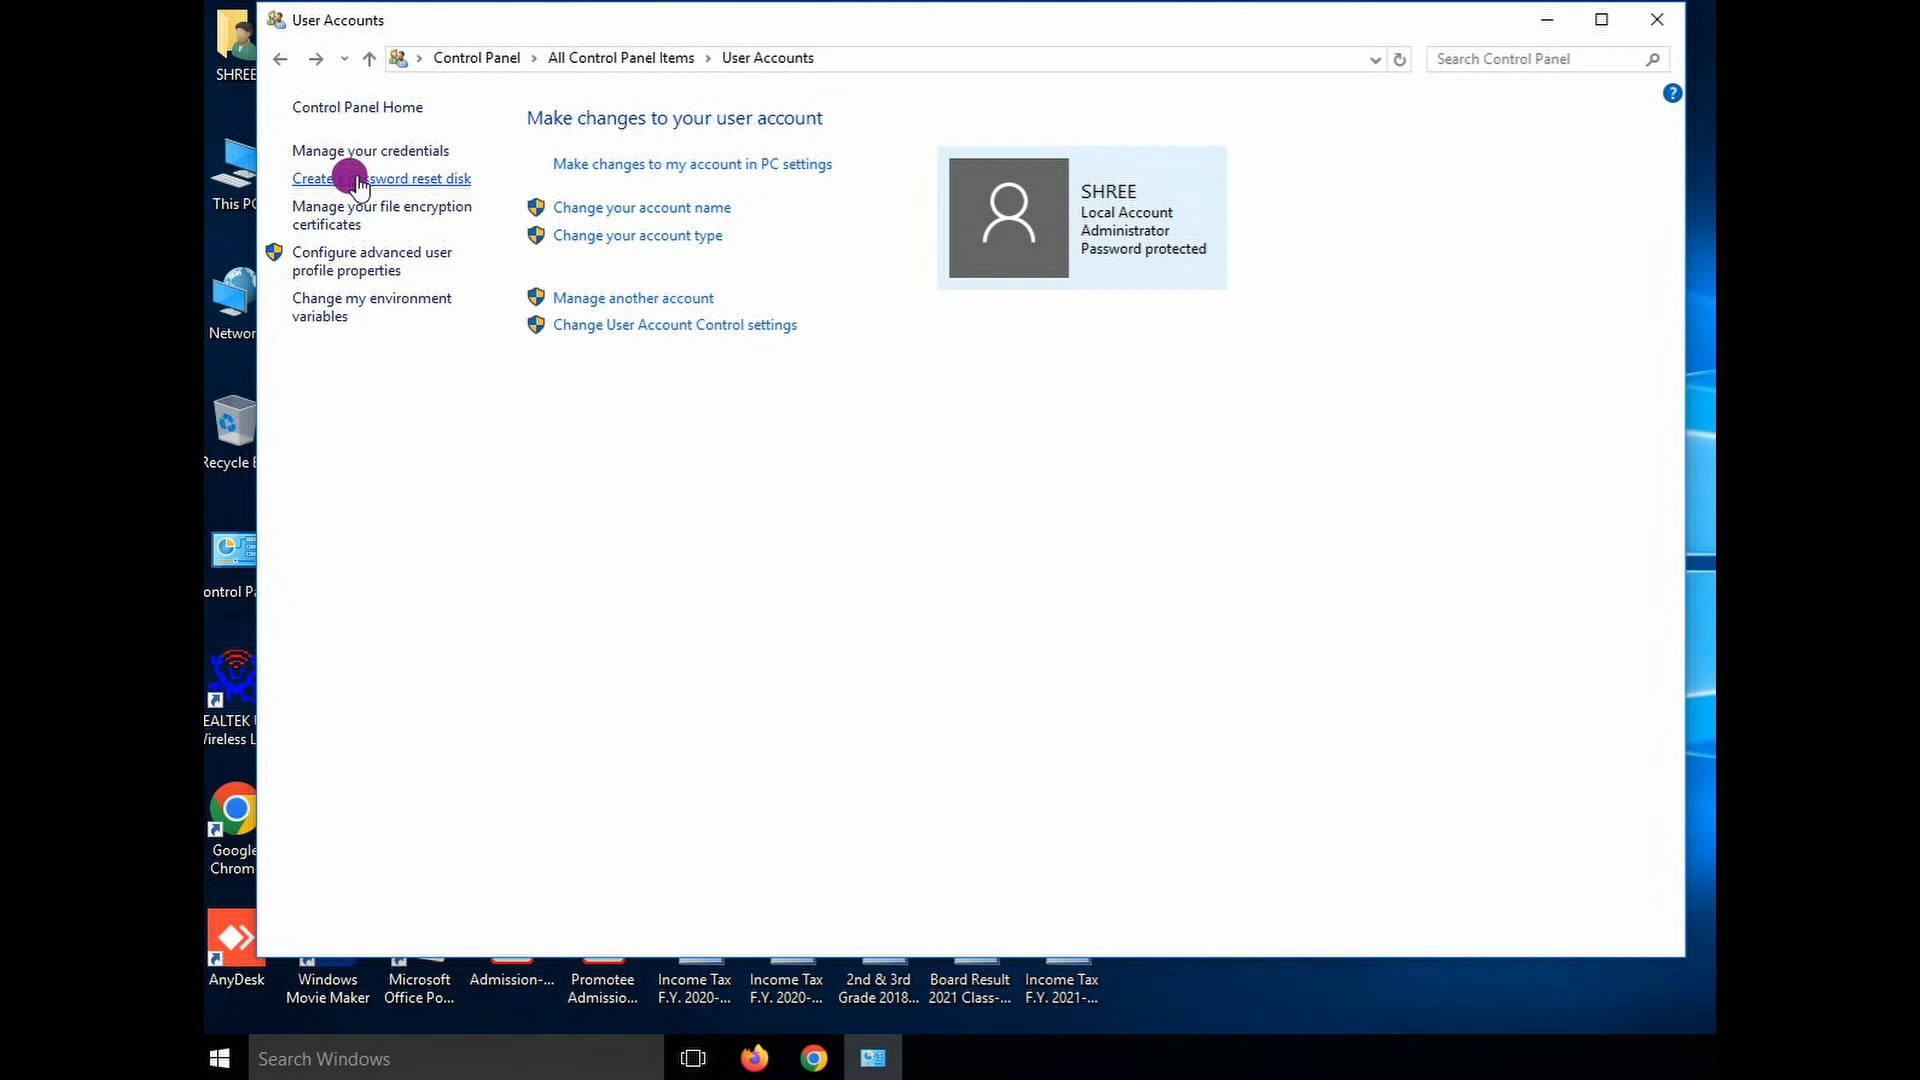 User Accounts
Control Panel > All Control Panel Items > User Accounts
Search Control Panel
?
Control Panel Home
Manage your credentials
Create a password reset disk
Manage your file encryption
certificates
Configure advanced user
profile properties
Change my environment
variables
Make changes to your user account
Make changes to my account in PC settings
Change your account name
Change your account type
Manage another account
Change User Account Control settings
SHREE
Local Account
Administrator
Password protected
SHREE
This PC
Networ
Recycle B
ontrol Pa
EALTEK U
Vireless L
Google
Chrom
AnyDesk
Windows
Movie Maker
Microsoft
Office Po...
Admission-...
Promotee
Admissio...
Income Tax
F.Y. 2020-...
Income Tax
F.Y. 2020-...
2nd & 3rd
Grade 2018...
Board Result
2021 Class-...
Income Tax
F.Y. 2021-...
Search Windows